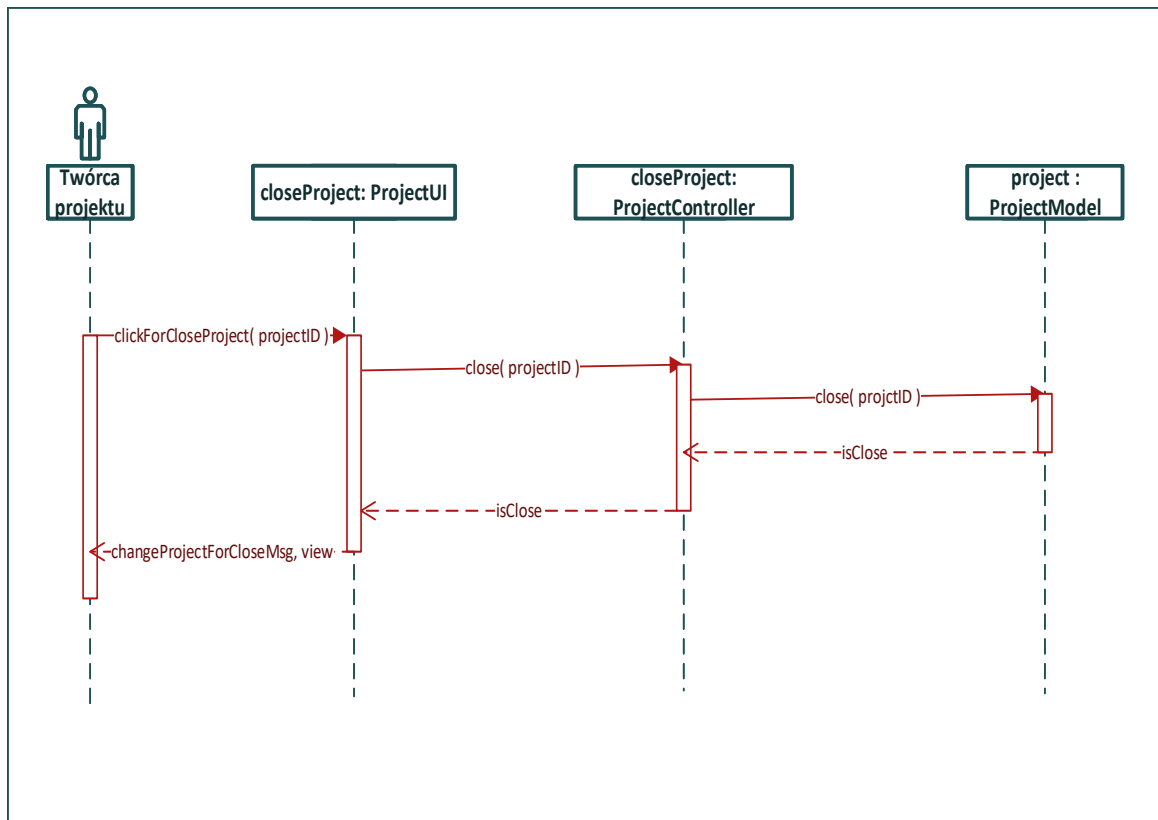 Twórca
projektu
closeProject: ProjectUI
closeProject:
ProjectController
project :
ProjectModel
clickForCloseProject( projectID )
close( projectID )
close( projctID )
isClose
isClose
changeProjectForCloseMsg, view